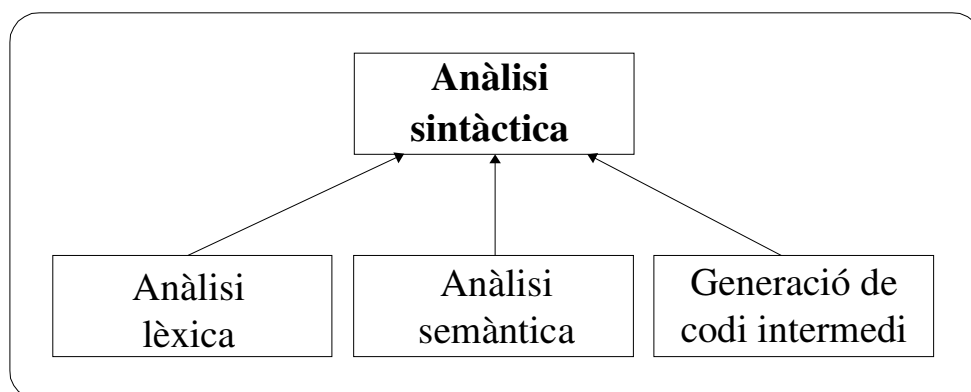 Anàlisi
sintàctica
Anàlisi
lèxica
Anàlisi
semàntica
Generació de
codi intermedi